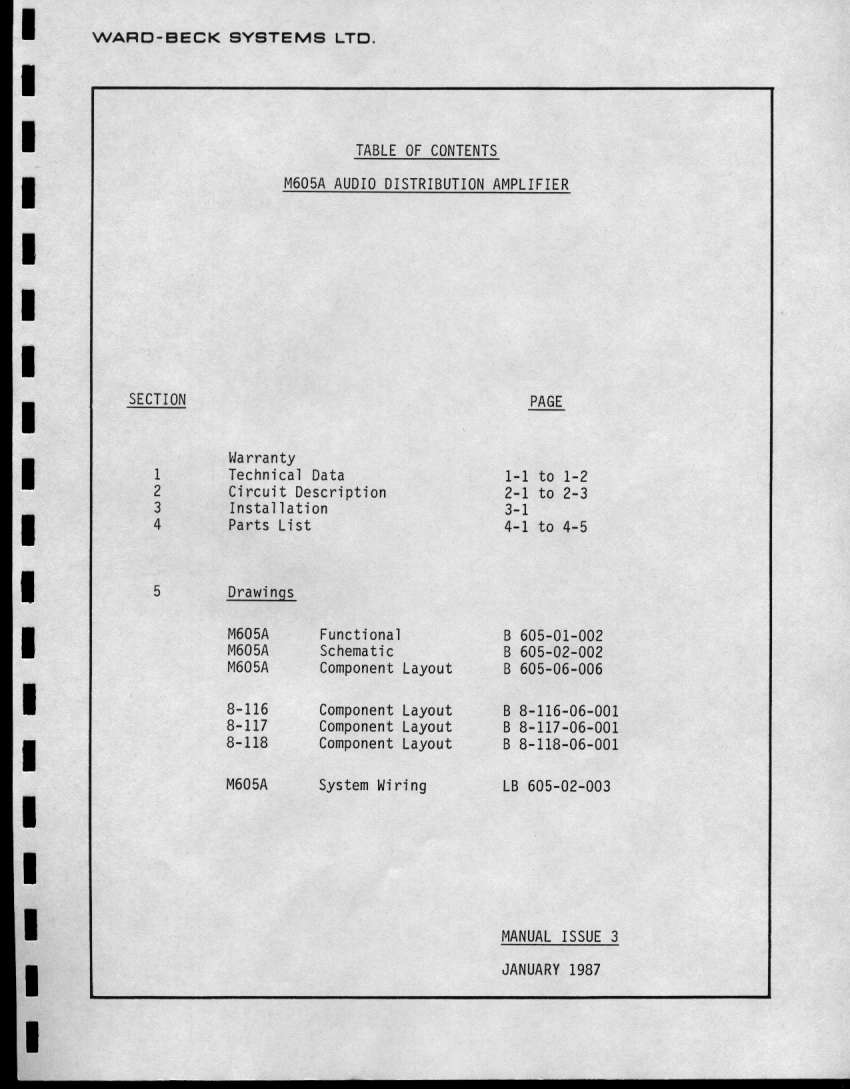 WARD-BECK SYSTEMS LTD.
TABLE OF CONTENTS
M605A AUDIO DISTRIBUTION AMPLIFIER
SECTION PAGE
Warranty
1 Technical Data 1-1 to 1-2
2 Circuit Description 2-1 to 2-3
3 Installation 3-1
4 Parts List 4-1 to 4-5
5 Drawings
M605A Functional B 605-01-002
M605A Schematic B 605-02-002
M605A Component Layout B 605-06-006
8-116 Component Layout B 8-116-06-001
8-117 Component Layout B 8-117-06-001
8-118 Component Layout B 8-118-06-001
M605A System Wiring LB 605-02-003
MANUAL ISSUE 3
JANUARY 1987